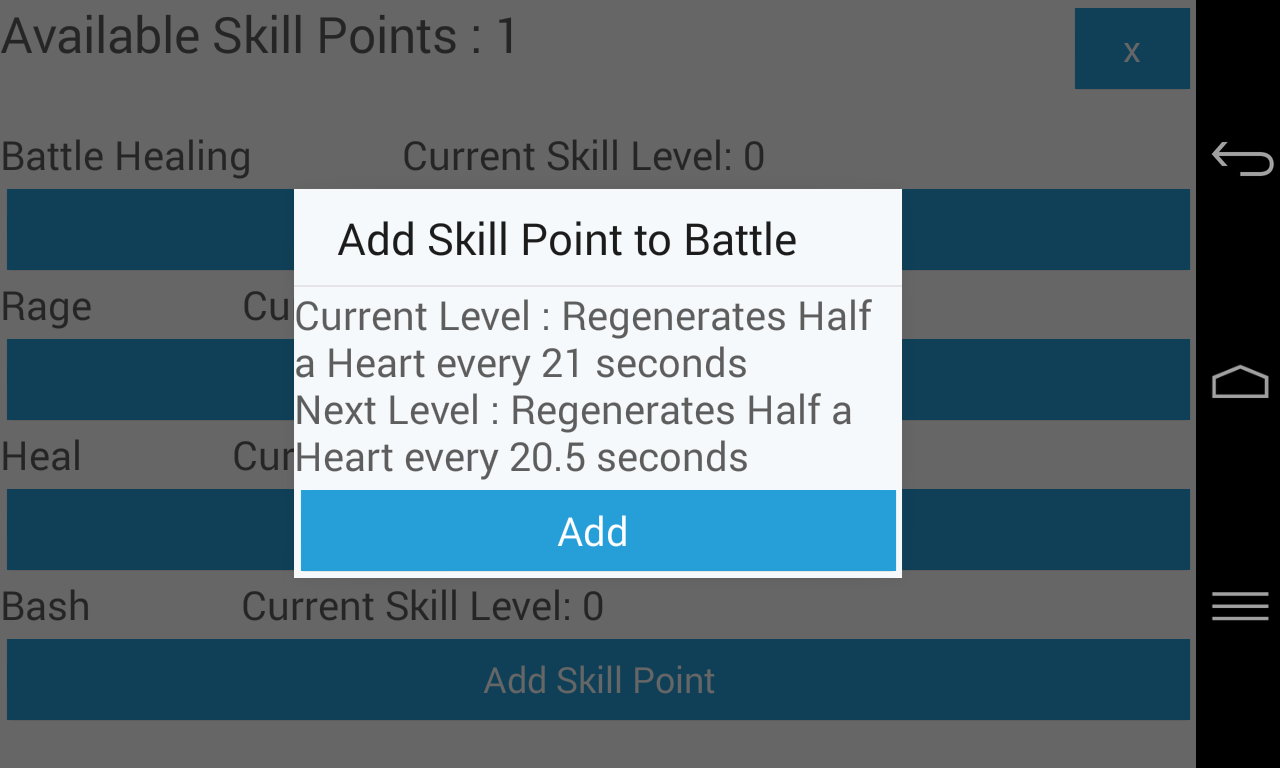 Available Skill Points : 1
x
Battle Healing Current Skill Level: 0
Add Skill Point to Battle
Rage Cu
Current Level : Regenerates Half
a Heart every 21 seconds
Next Level : Regenerates Half a
Heart every 20.5 seconds
Heal Cur
Add
Bash Current Skill Level: 0
Add Skill Point